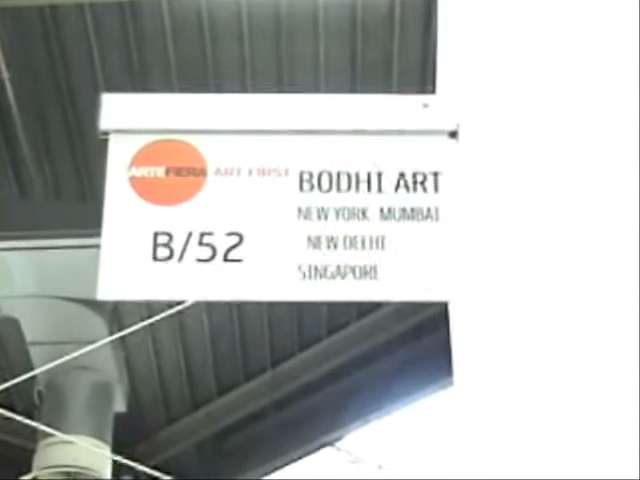 ARTEFIERA ART FIRST
BODHI ART
NEW YORK MUMBAI
NEW DELHI
SINGAPORE
B/52